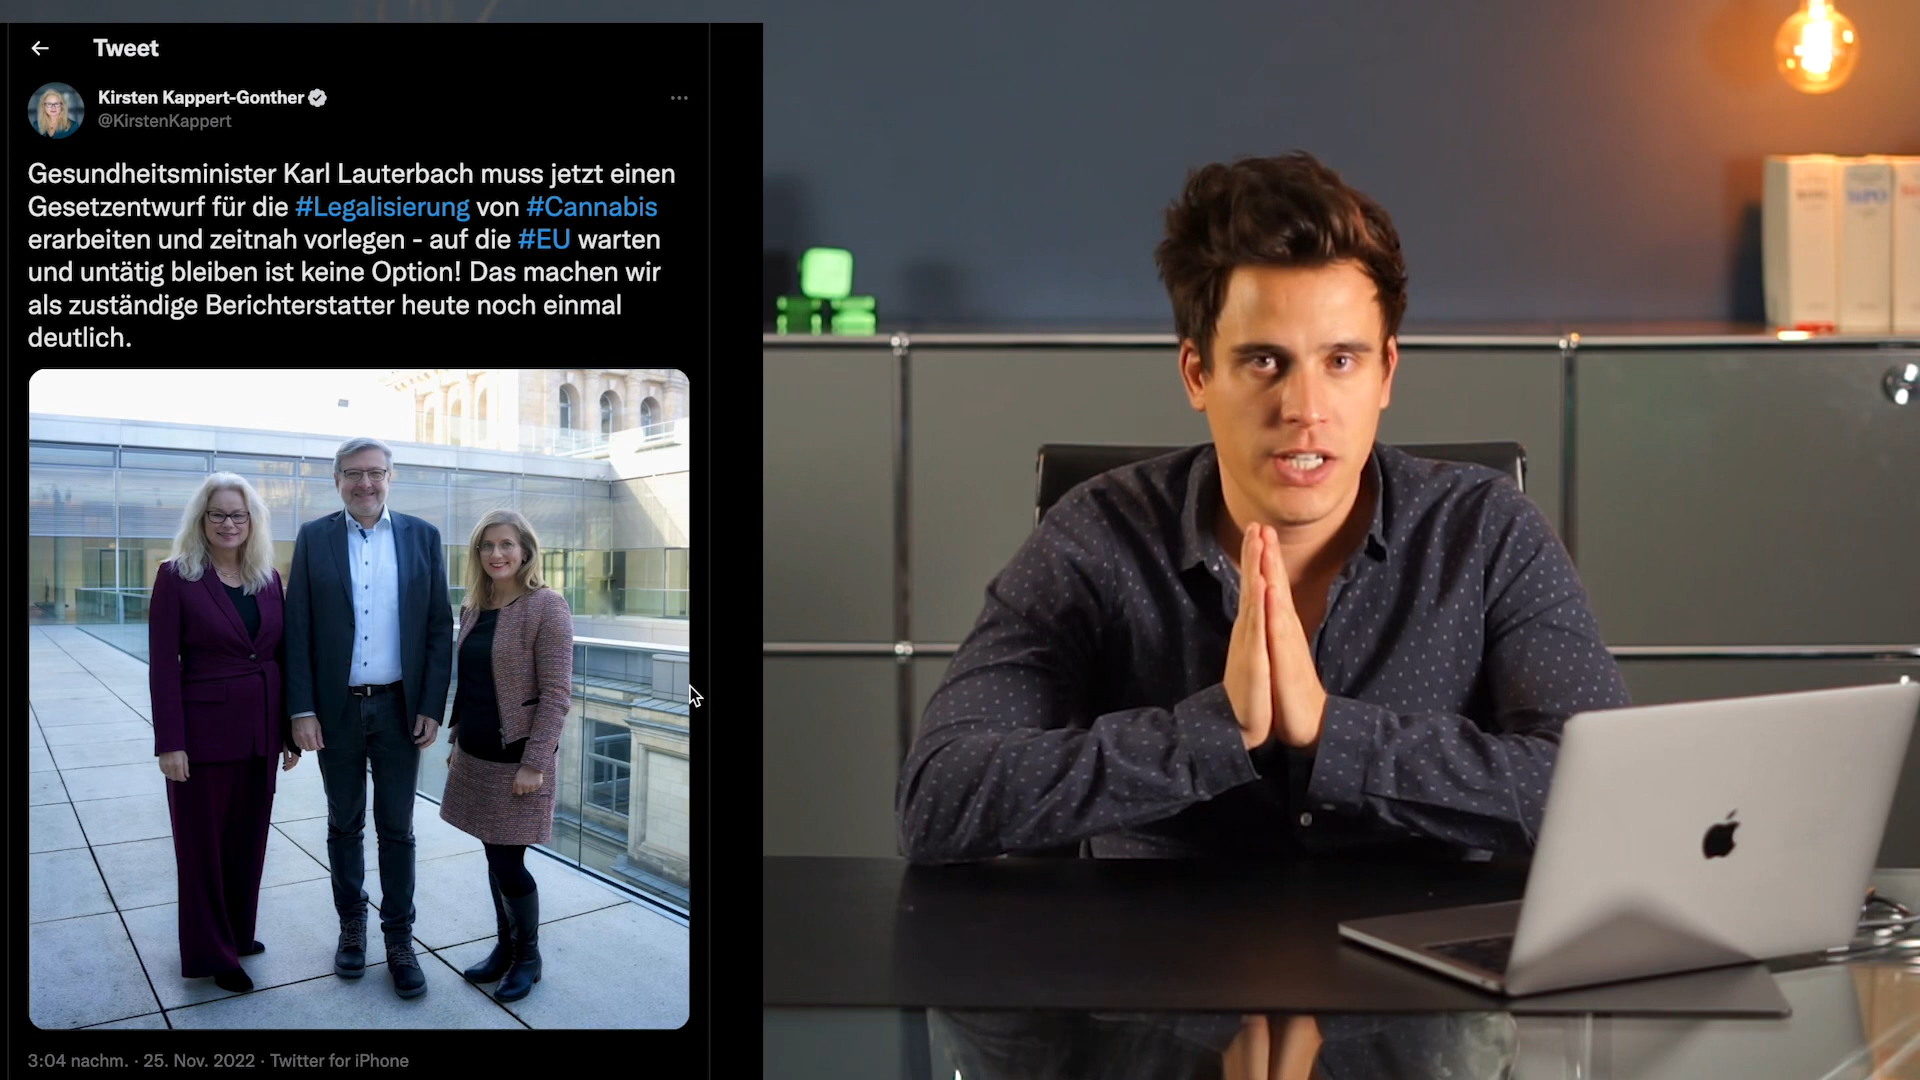 Tweet
Kirsten Kappert-Gonther
@KirstenKappert
Gesundheitsminister Karl Lauterbach muss jetzt einen
Gesetzentwurf für die #Legalisierung von #Cannabis
erarbeiten und zeitnah vorlegen - auf die #EU warten
und untätig bleiben ist keine Option! Das machen wir
als zuständige Berichterstatter heute noch einmal
deutlich.
3:04 nachm. · 25. Nov. 2022 · Twitter for iPhone